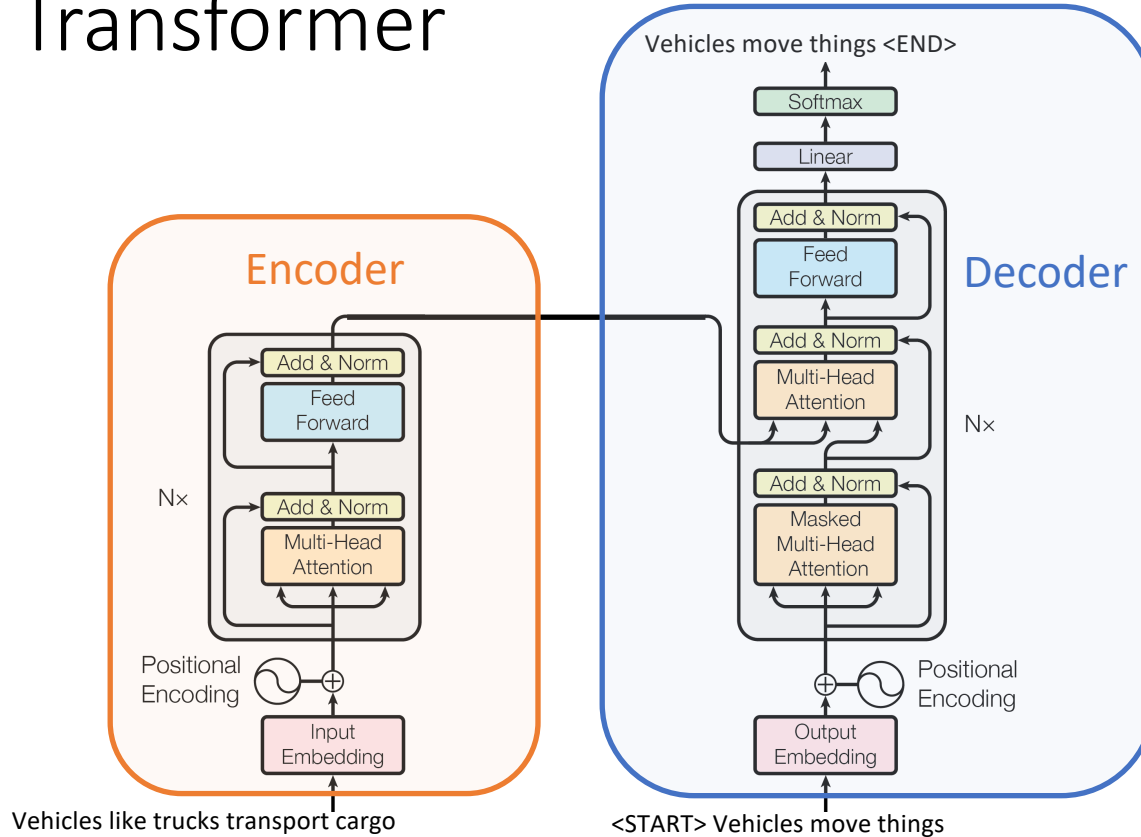 Transformer
Encoder
Add & Norm
Feed
Forward
Nx
Add & Norm
Multi-Head
Attention
Positional
Encoding
Input
Embedding
Vehicles like trucks transport cargo
Vehicles move things <END>
Softmax
Linear
Add & Norm
Feed
Forward
Decoder
Add & Norm
Multi-Head
Attention
Nx
Add & Norm
Masked
Multi-Head
Attention
Positional
Encoding
Output
Embedding
<START> Vehicles move things